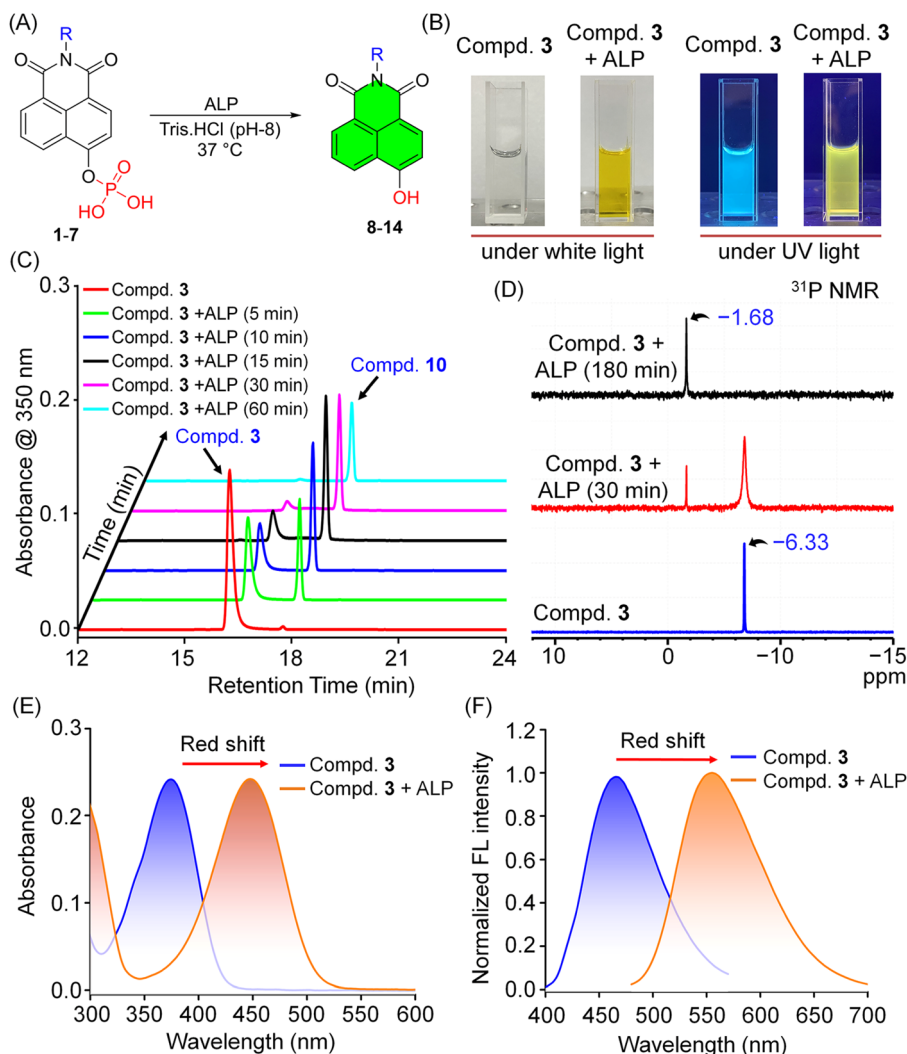 (A)
R
O
N
O
O
O
P
OH
HO
1-7
ALP
Tris.HCl (pH-8)
37 °C
R
O
N
O
OH
8-14
(B)
Compd. 3
Compd. 3
+ ALP
Compd. 3
Compd. 3
+ ALP
under white light
under UV light
(C)
Absorbance @ 350 nm
0.3
0.2
0.1
0.0
Compd. 3
Compd. 3 +ALP (5 min)
Compd. 3 +ALP (10 min)
Compd. 3 +ALP (15 min)
Compd. 3 +ALP (30 min)
Compd. 3 +ALP (60 min)
Compd. 10
Compd. 3
Time (min)
12
15
18
21
24
Retention Time (min)
(D)
31P NMR
−1.68
Compd. 3 +
ALP (180 min)
Compd. 3 +
ALP (30 min)
−6.33
Compd. 3
10
0
−10
−15
ppm
(E)
Absorbance
0.3
0.2
0.1
0.0
Red shift
Compd. 3
Compd. 3 + ALP
300
350
400
450
500
550
600
Wavelength (nm)
(F)
Normalized FL intensity
1.2
1.0
0.8
0.6
0.4
0.2
0.0
Red shift
Compd. 3
Compd. 3 + ALP
400
450
500
550
600
650
700
Wavelength (nm)